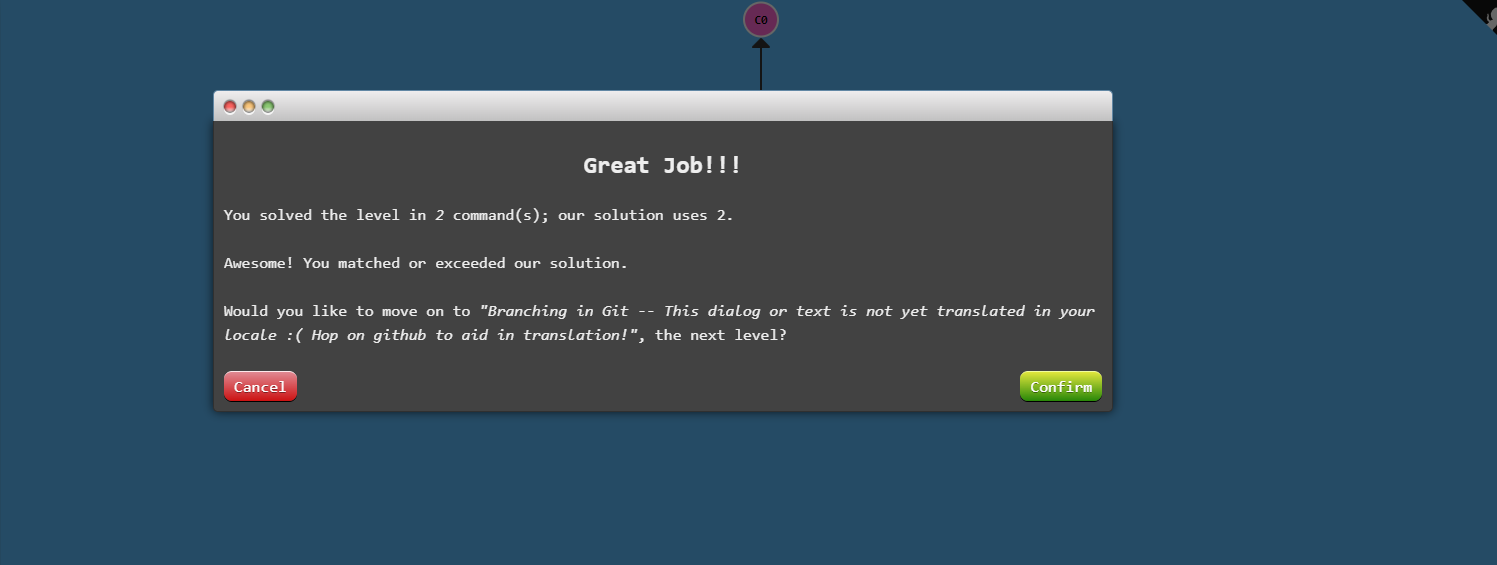 C0
Great Job!!!
You solved the level in 2 command(s); our solution uses 2.
Awesome! You matched or exceeded our solution.
Would you like to move on to "Branching in Git -- This dialog or text is not yet translated in your
locale :( Hop on github to aid in translation!", the next level?
Cancel
Confirm